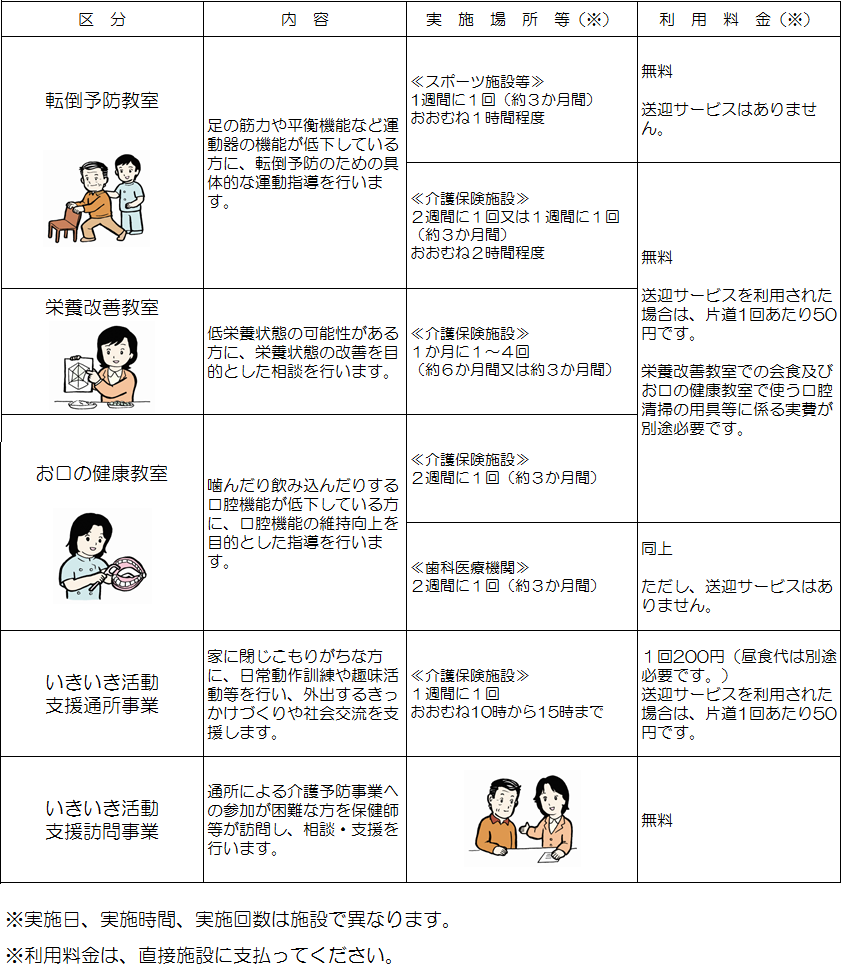 区　分
内　容
実　施　場　所　等（※）
利　用　料　金（※）
転倒予防教室
足の筋力や平衡機能など運
動器の機能が低下している
方に、転倒予防のための具
体的な運動指導を行いま
す。
≪スポーツ施設等≫
1週間に１回（約３か月間）
おおむね１時間程度
無料
送迎サービスはありませ
ん。
≪介護保険施設≫
２週間に１回又は１週間に１回
（約３か月間）
おおむね２時間程度
無料
送迎サービスを利用された
場合は、片道1回あたり50
円です。
栄養改善教室での会食及び
お口の健康教室で使う口腔
清掃の用具等に係る実費が
別途必要です。
栄養改善教室
低栄養状態の可能性がある
方に、栄養状態の改善を目
的とした相談を行います。
≪介護保険施設≫
１か月に１～４回
（約６か月間又は約３か月間）
お口の健康教室
噛んだり飲み込んだりする
口腔機能が低下している方
に、口腔機能の維持向上を
目的とした指導を行いま
す。
≪介護保険施設≫
２週間に１回（約３か月間）
≪歯科医療機関≫
２週間に１回（約３か月間）
同上
ただし、送迎サービスはあ
りません。
いきいき活動
支援通所事業
家に閉じこもりがちな方
に、日常動作訓練や趣味活
動等を行い、外出するきっ
かけづくりや社会交流を支
援します。
≪介護保険施設≫
１週間に１回
おおむね10時から15時まで
１回200円（昼食代は別途
必要です。）
送迎サービスを利用された
場合は、片道1回あたり50
円です。
いきいき活動
支援訪問事業
通所による介護予防事業へ
の参加が困難な方を保健師
等が訪問し、相談・支援を
行います。
無料
※実施日、実施時間、実施回数は施設で異なります。
※利用料金は、直接施設に支払ってください。